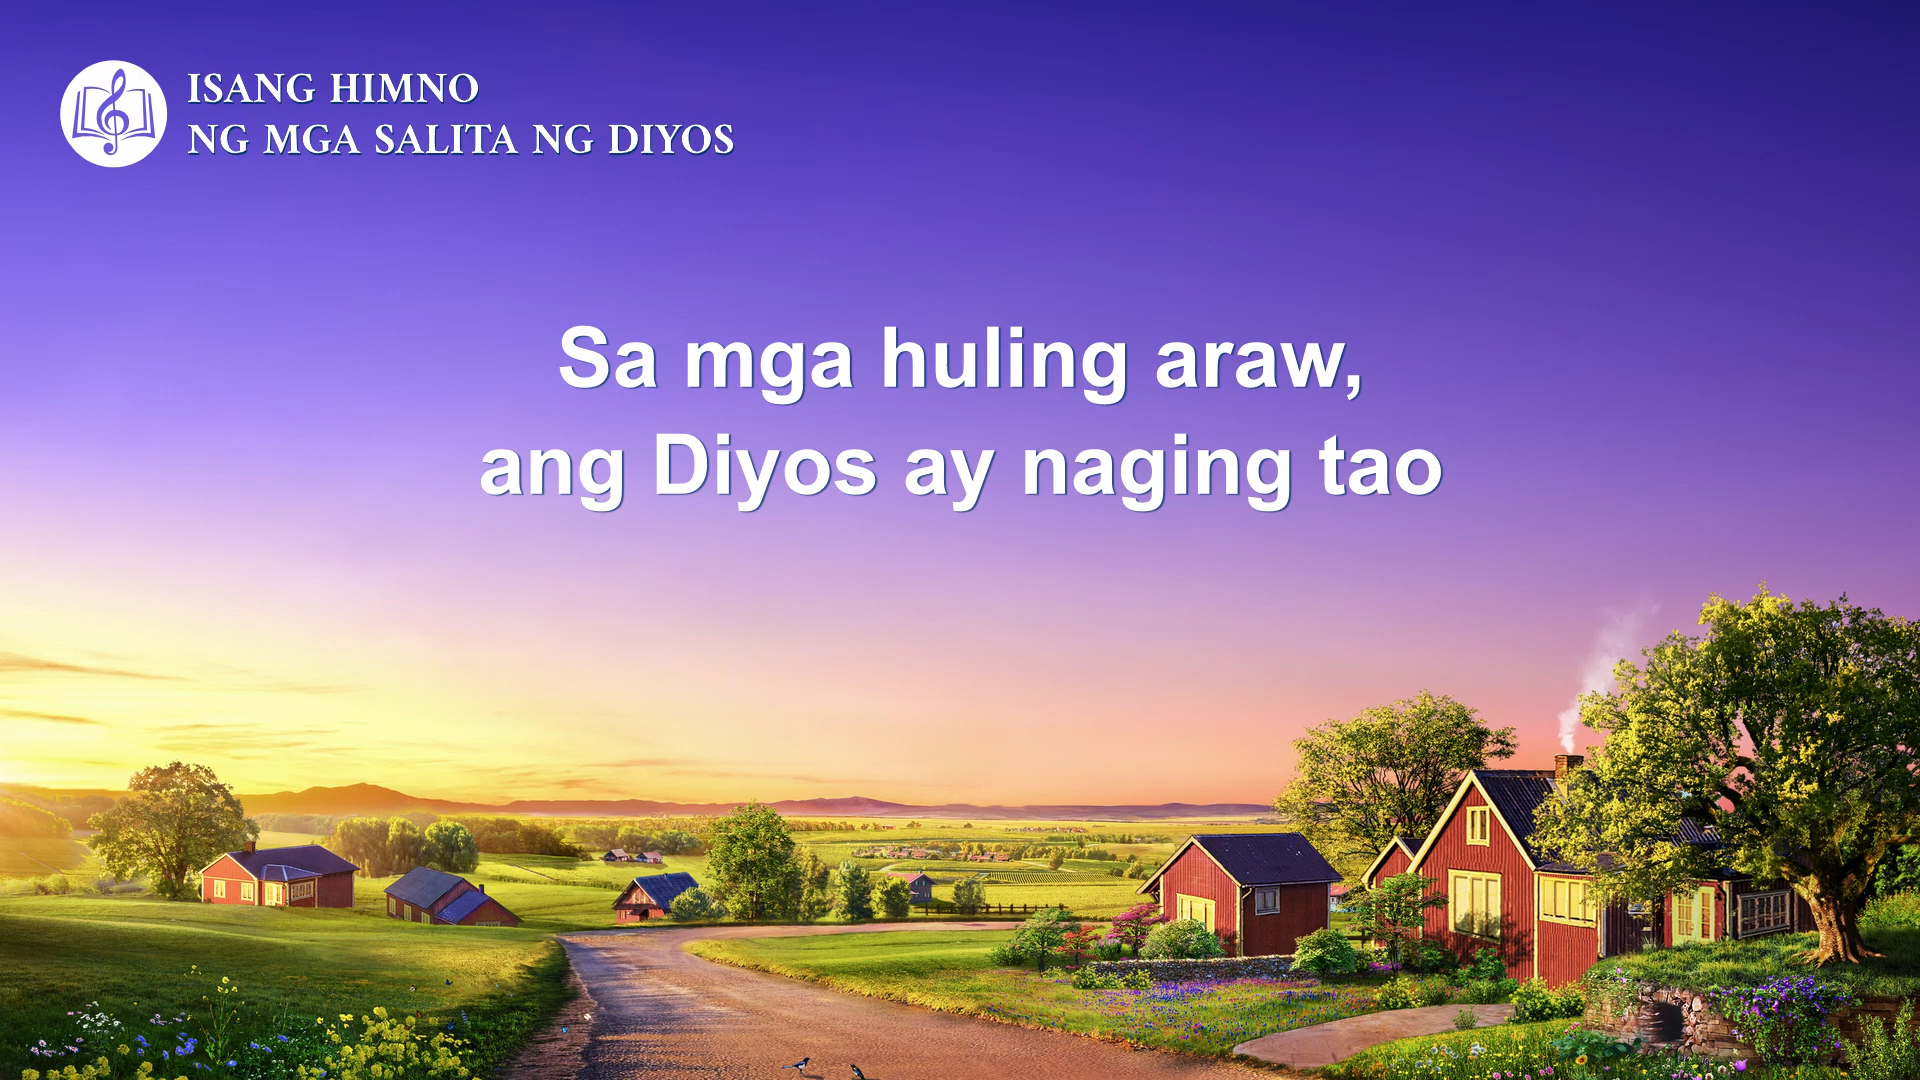 ISANG HIMNO
NG MGA SALITA NG DIYOS
Sa mga huling araw,
ang Diyos ay naging tao